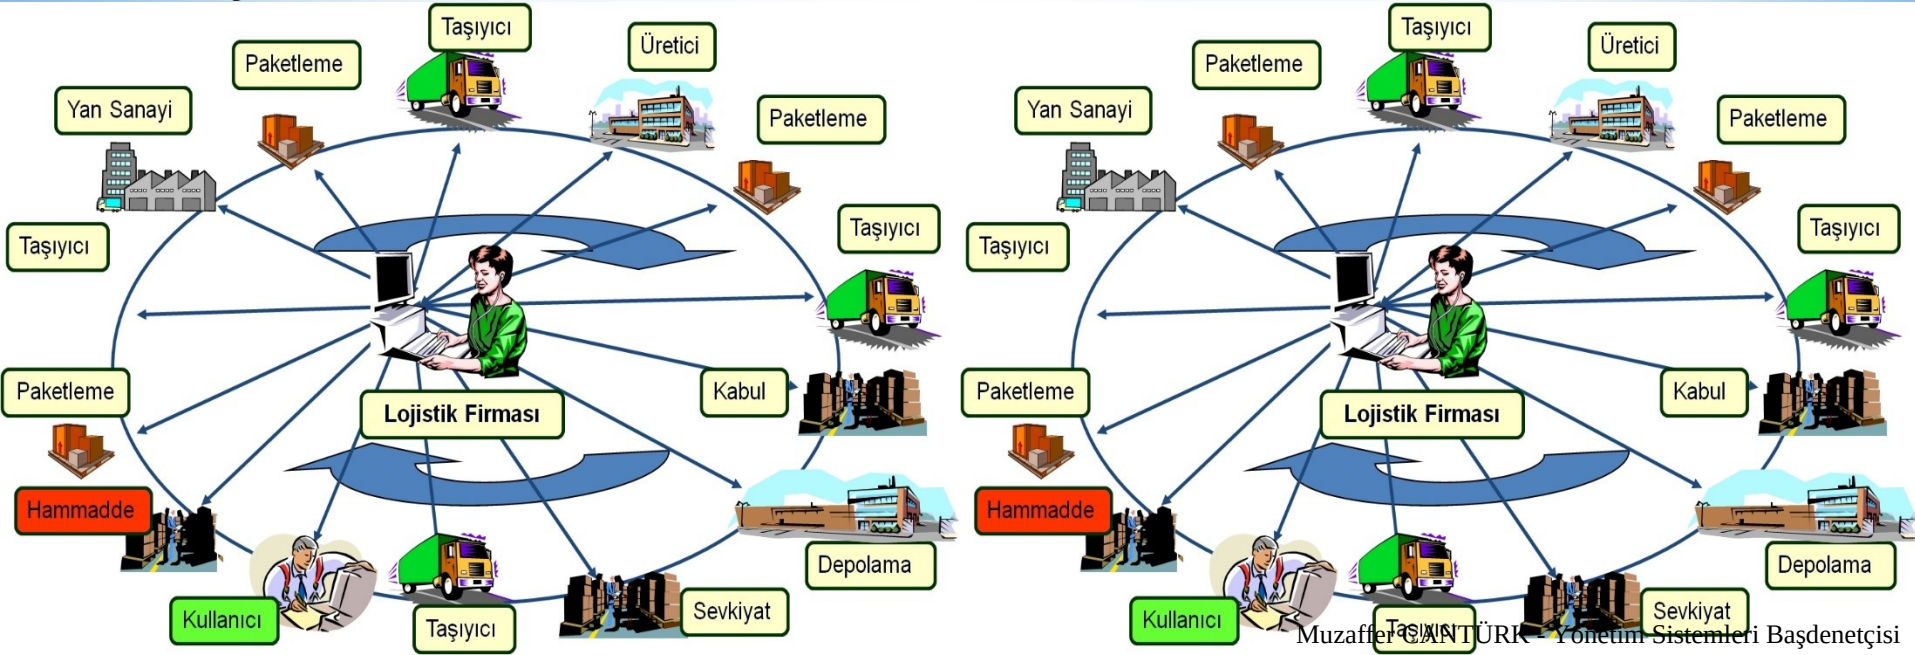 Taşıyıcı
Üretici
Paketleme
Yan Sanayi
Paketleme
Taşıyıcı
Taşıyıcı
Paketleme
Kabul
Lojistik Firması
Hammadde
Depolama
Kullanıcı
Taşıyıcı
Sevkiyat
Taşıyıcı
Üretici
Paketleme
Yan Sanayi
Paketleme
Taşıyıcı
Taşıyıcı
Paketleme
Kabul
Lojistik Firması
Hammadde
Depolama
Kullanıcı
Taşıyıcı
Sevkiyat
Muzaffer CANTÜRK - Yönetim Sistemleri Başdenetçisi